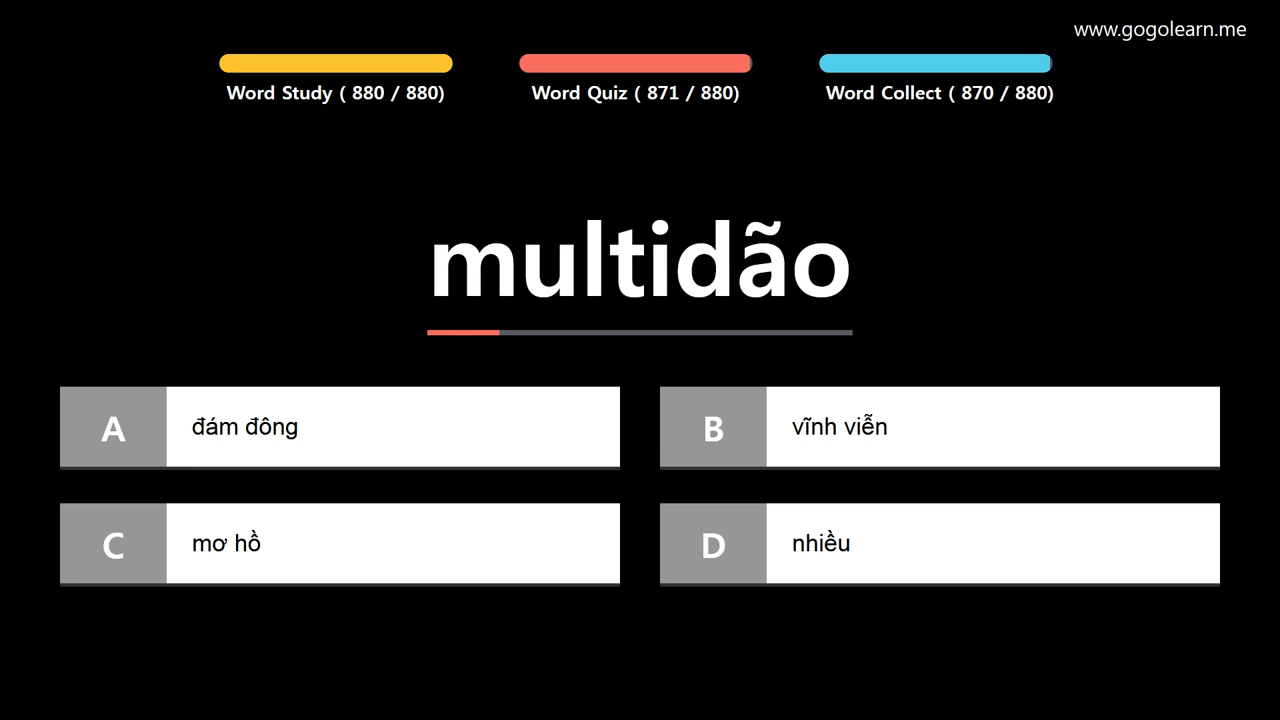 www.gogolearn.me
Word Study ( 880 / 880)
Word Quiz ( 871 / 880)
Word Collect ( 870 / 880)
multidão
A đám đông
B vĩnh viễn
C mơ hồ
D nhiều